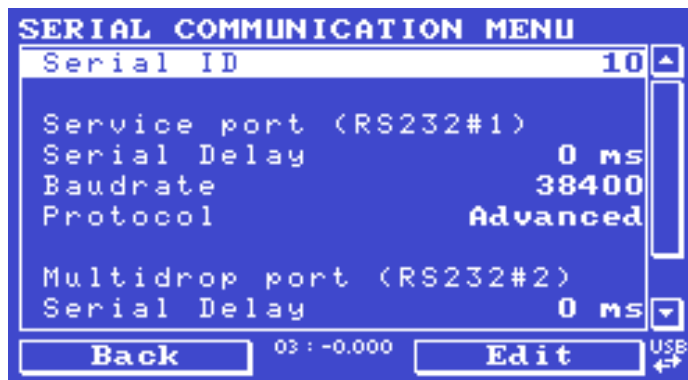 SERIAL COMMUNICATION MENU
Serial ID 10
Service port (RS232#1)
Serial Delay 0 ms
Baudrate 38400
Protocol Advanced
Multidrop port (RS232#2)
Serial Delay 0 ms
Back 03:-0.000 Edit USB